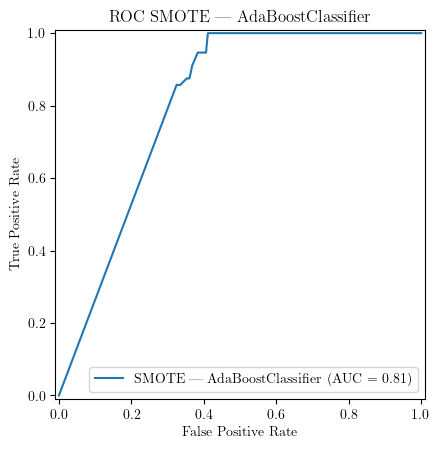 ROC SMOTE — AdaBoostClassifier
True Positive Rate
1.0
0.8
0.6
0.4
0.2
0.0
SMOTE — AdaBoostClassifier (AUC = 0.81)
0.0 0.2 0.4 0.6 0.8 1.0
False Positive Rate